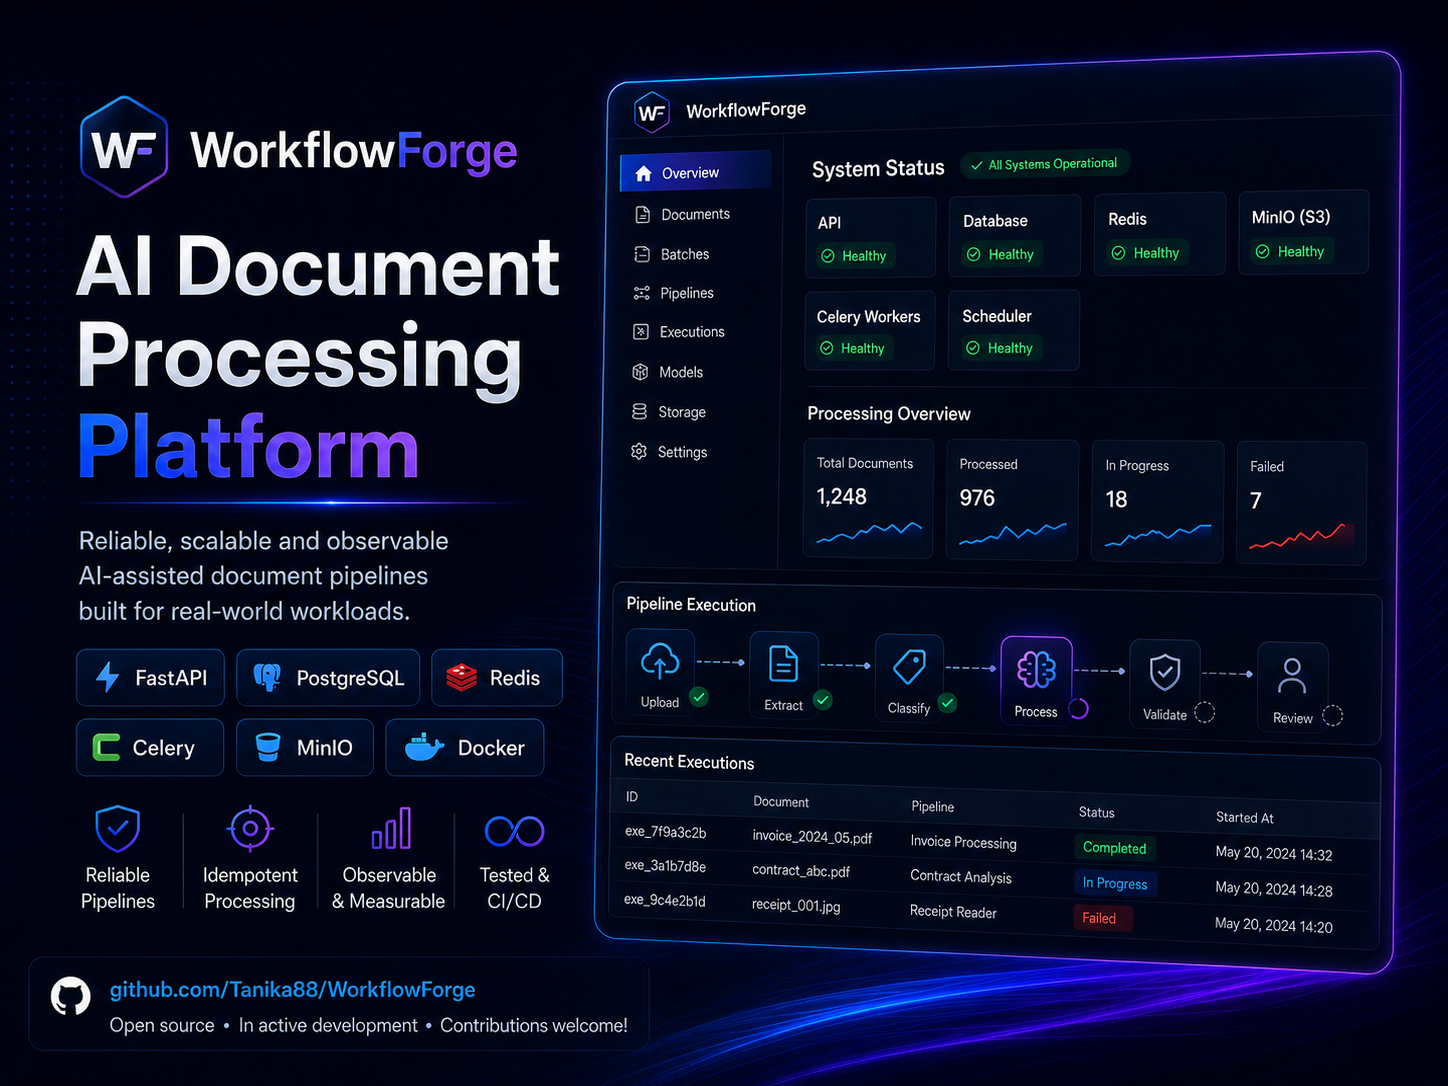 WF
WorkflowForge
AI Document
Processing
Platform
Reliable, scalable and observable
AI-assisted document pipelines
built for real-world workloads.
FastAPI
PostgreSQL
Redis
Celery
MinIO
Docker
Reliable
Pipelines
Idempotent
Processing
Observable
& Measurable
Tested &
CI/CD
github.com/Tanika88/WorkflowForge
Open source • In active development • Contributions welcome!
WF
WorkflowForge
Overview
Documents
Batches
Pipelines
Executions
Models
Storage
Settings
System Status
All Systems Operational
API
Healthy
Database
Healthy
Redis
Healthy
MinIO (S3)
Healthy
Celery Workers
Healthy
Scheduler
Healthy
Processing Overview
Total Documents
1,248
Processed
976
In Progress
18
Failed
7
Pipeline Execution
Upload
Extract
Classify
Process
Validate
Review
Recent Executions
ID Document Pipeline Status Started At
exe_7f9a3c2b invoice_2024_05.pdf Invoice Processing Completed May 20, 2024 14:32
exe_3a1b7d8e contract_abc.pdf Contract Analysis In Progress May 20, 2024 14:28
exe_9c4e2b1d receipt_001.jpg Receipt Reader Failed May 20, 2024 14:20